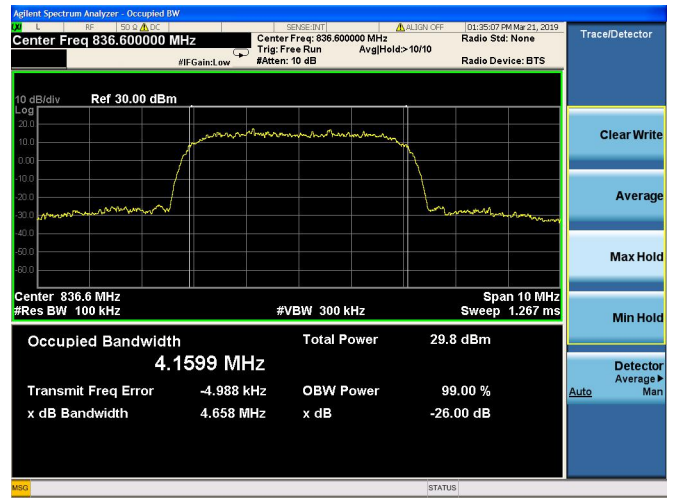 Agilent Spectrum Analyzer - Occupied BW
L RF 50 Ω DC SENSE:INT ALIGN OFF 01:35:07 PM Mar 21, 2019
Center Freq 836.600000 MHz
Center Freq: 836.600000 MHz
Radio Std: None
Trig: Free Run Avg|Hold:> 10/10
#IFGain:Low
#Atten: 10 dB
Radio Device: BTS
10 dB/div Ref 30.00 dBm
Log
20.0
10.0
0.00
-10.0
-20.0
-30.0
-40.0
-50.0
-60.0
Center 836.6 MHz
Span 10 MHz
#Res BW 100 kHz
#VBW 300 kHz
Sweep 1.267 ms
Occupied Bandwidth
Total Power 29.8 dBm
4.1599 MHz
Transmit Freq Error -4.988 kHz
OBW Power 99.00 %
x dB Bandwidth 4.658 MHz
x dB -26.00 dB
MSG
STATUS
Trace/Detector
Clear Write
Average
Max Hold
Min Hold
Detector
Average
Auto Man